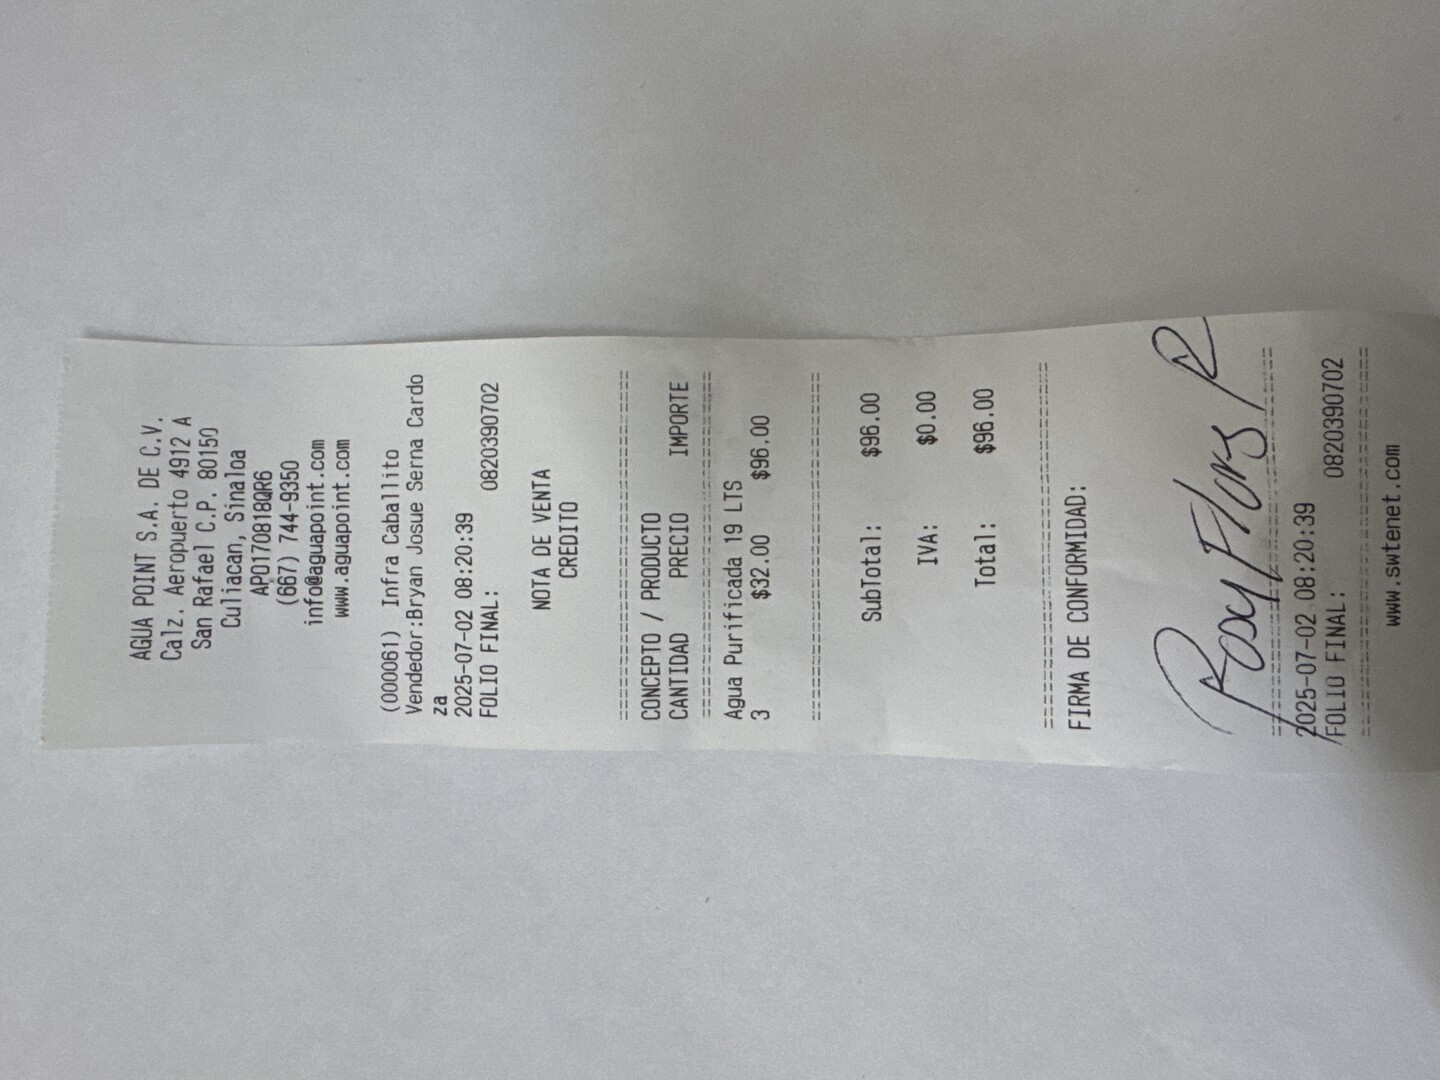 AGUA POINT S.A. DE C.V.
Calz. Aeropuerto 4912 A
San Rafael C.P. 80150
Culiacan, Sinaloa
APO170818QR6
(667) 744-9350
info@aguapoint.com
www.aguapoint.com
(000061) Infra Caballito
Vendedor:Bryan Josue Serna Cardo
za
2025-07-02 08:20:39
FOLIO FINAL: 0820390702
NOTA DE VENTA
CREDITO
================================
CONCEPTO / PRODUCTO
CANTIDAD PRECIO IMPORTE
================================
Agua Purificada 19 LTS
3 $32.00 $96.00
================================
SubTotal: $96.00
IVA: $0.00
Total: $96.00
================================
FIRMA DE CONFORMIDAD:
Rosy Flors R
================================
2025-07-02 08:20:39
FOLIO FINAL: 0820390702
================================
www.swtenet.com